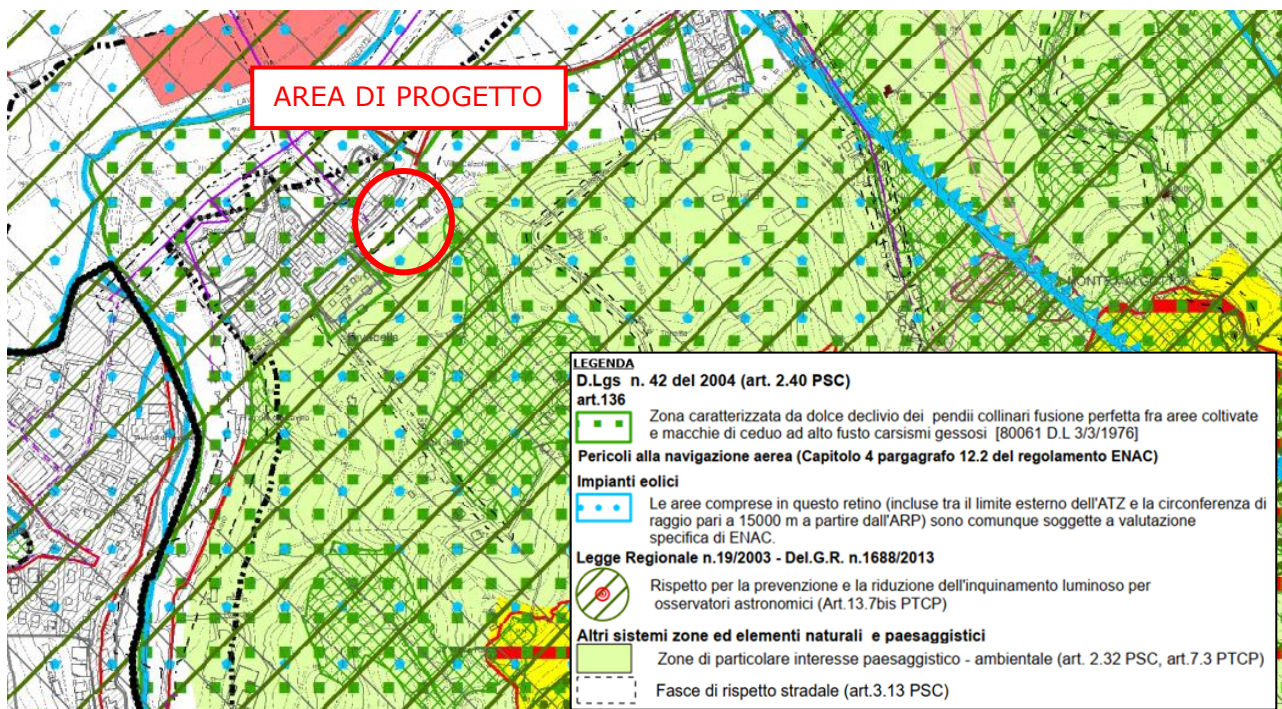 AREA DI PROGETTO
LEGENDA
D.Lgs n. 42 del 2004 (art. 2.40 PSC)
art.136
Zona caratterizzata da dolce declivio dei pendii collinari fusione perfetta fra aree coltivate
e macchie di ceduo ad alto fusto carsismi gessosi [80061 D.L 3/3/1976]
Pericoli alla navigazione aerea (Capitolo 4 pargagrafo 12.2 del regolamento ENAC)
Impianti eolici
Le aree comprese in questo retino (incluse tra il limite esterno dell'ATZ e la circonferenza di
raggio pari a 15000 m a partire dall'ARP) sono comunque soggette a valutazione
specifica di ENAC.
Legge Regionale n.19/2003 - Del.G.R. n.1688/2013
Rispetto per la prevenzione e la riduzione dell'inquinamento luminoso per
osservatori astronomici (Art.13.7bis PTCP)
Altri sistemi zone ed elementi naturali e paesaggistici
Zone di particolare interesse paesaggistico - ambientale (art. 2.32 PSC, art.7.3 PTCP)
Fasce di rispetto stradale (art.3.13 PSC)